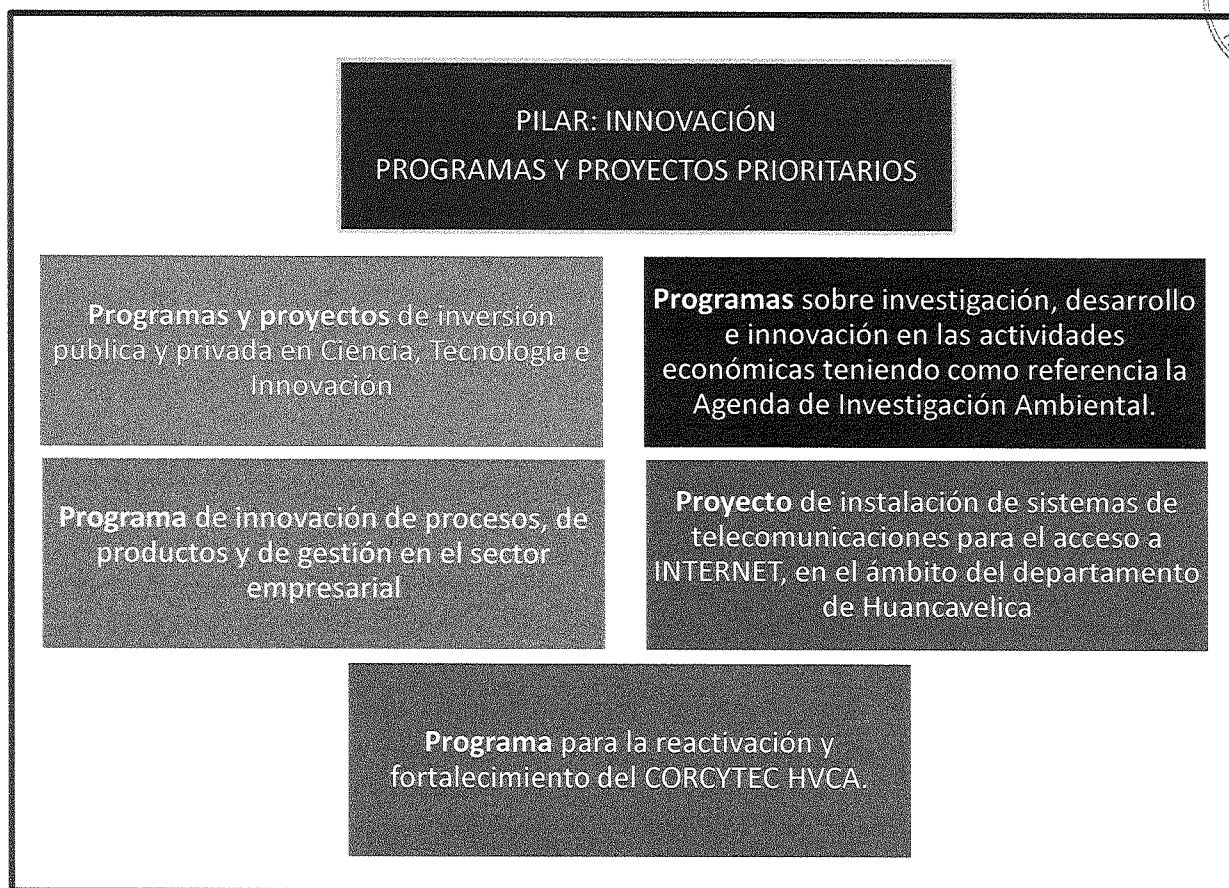 PILAR: INNOVACIÓN
PROGRAMAS Y PROYECTOS PRIORITARIOS
Programas y proyectos de inversión
pública y privada en Ciencia, Tecnología e
Innovación
Programas sobre investigación, desarrollo
e innovación en las actividades
económicas teniendo como referencia la
Agenda de Investigación Ambiental.
Programa de innovación de procesos, de
productos y de gestión en el sector
empresarial
Proyecto de instalación de sistemas de
telecomunicaciones para el acceso a
INTERNET, en el ámbito del departamento
de Huancavelica
Programa para la reactivación y
fortalecimiento del CORCYTEC HVCA.